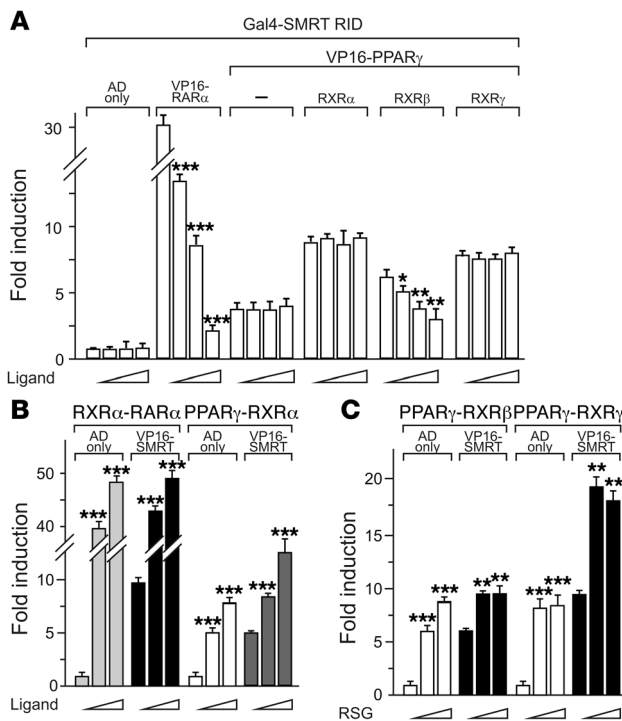 A
Gal4-SMRT RID
VP16-PPARγ
AD only
VP16-RARα
–
RXRα
RXRβ
RXRγ
Fold induction
30
10
5
0
***
***
***
*
**
**
Ligand
B
RXRα-RARα PPARγ-RXRα
AD only
VP16-SMRT
AD only
VP16-SMRT
Fold induction
50
40
10
5
0
***
***
***
***
***
***
***
***
Ligand
C
PPARγ-RXRβ PPARγ-RXRγ
AD only
VP16-SMRT
AD only
VP16-SMRT
Fold induction
20
15
10
5
0
***
***
**
**
***
***
**
**
RSG